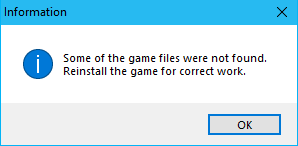 Information
Some of the game files were not found.
Reinstall the game for correct work.
OK